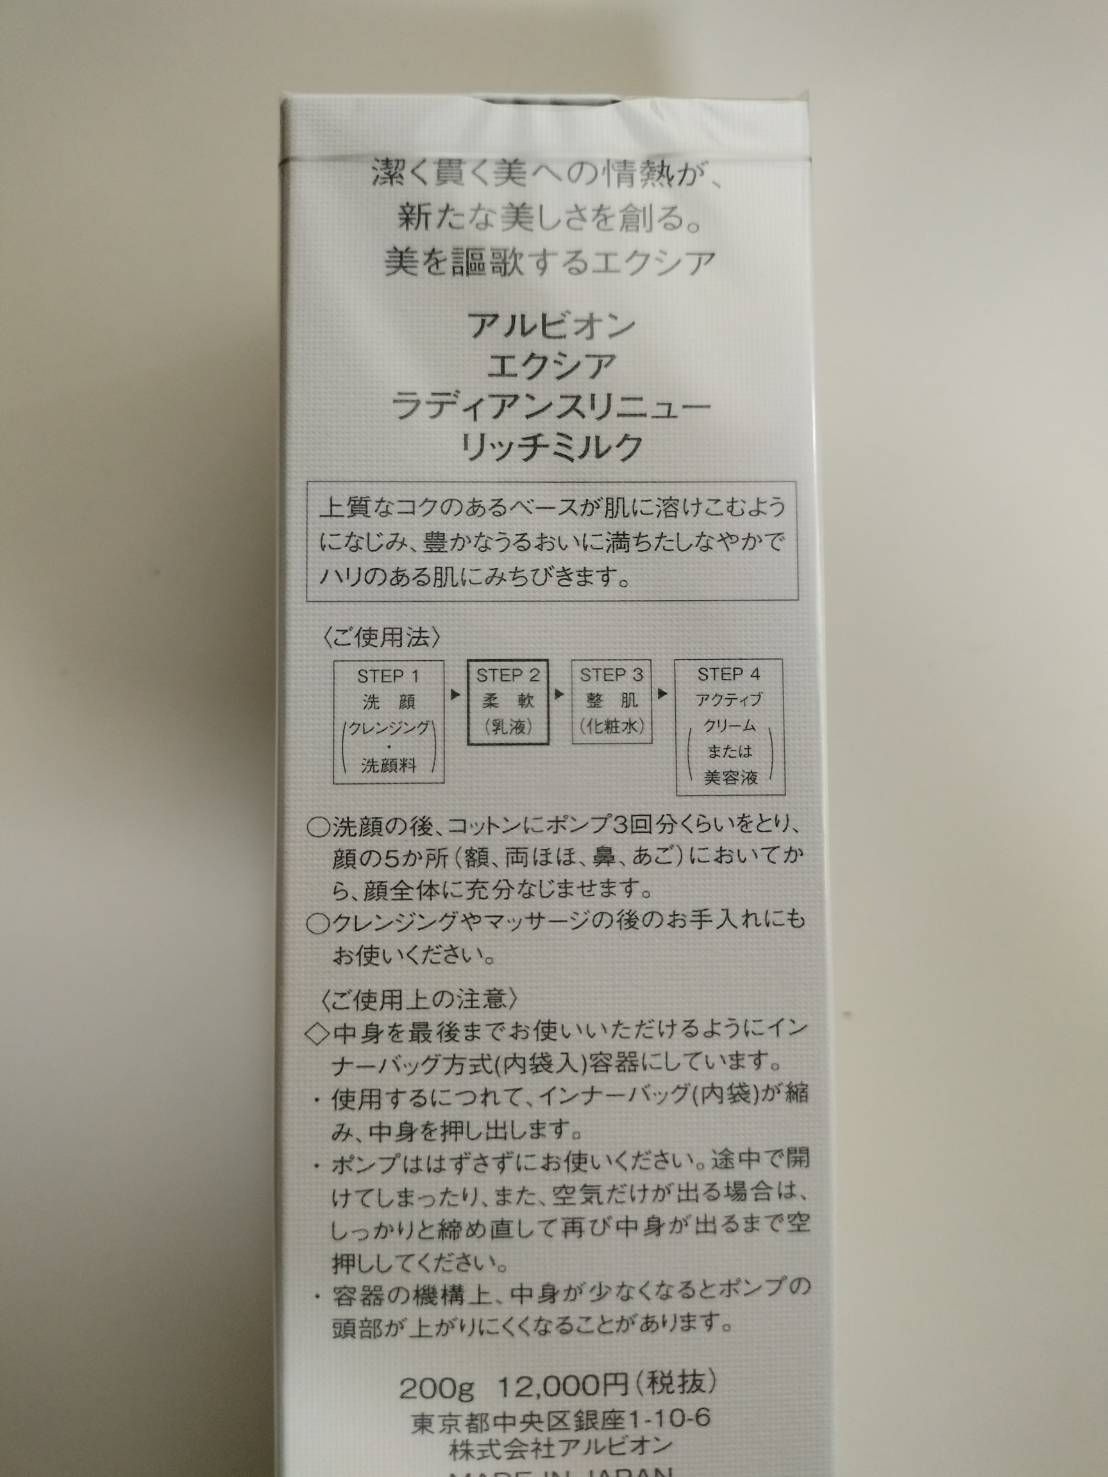 潔く貫く美への情熱が、
新たな美しさを創る。
美を謳歌するエクシア
アルビオン
エクシア
ラディアンスリニュー
リッチミルク
上質なコクのあるベースが肌に溶けこむよう
になじみ、豊かなうるおいに満ちたしなやかで
ハリのある肌にみちびきます。
〈ご使用法〉
STEP 1
洗 顔
(クレンジング
・
洗顔料)
STEP 2
柔 軟
(乳液)
STEP 3
整 肌
(化粧水)
STEP 4
アクティブ
(クリーム
または
美容液)
○洗顔の後、コットンにポンプ3回分くらいをとり、
顔の5か所(額、両ほほ、鼻、あご)においてか
ら、顔全体に充分なじませます。
○クレンジングやマッサージの後のお手入れにも
お使いください。
〈ご使用上の注意〉
◇中身を最後までお使いいただけるようにイン
ナーバッグ方式(内袋入)容器にしています。
・使用するにつれて、インナーバッグ(内袋)が縮
み、中身を押し出します。
・ポンプははずさずにお使いください。途中で開
けてしまったり、また、空気だけが出る場合は、
しっかりと締め直して再び中身が出るまで空
押ししてください。
・容器の機構上、中身が少なくなるとポンプの
頭部が上がりにくくなることがあります。
200g 12,000円(税抜)
東京都中央区銀座1-10-6
株式会社アルビオン
MADE IN JAPAN